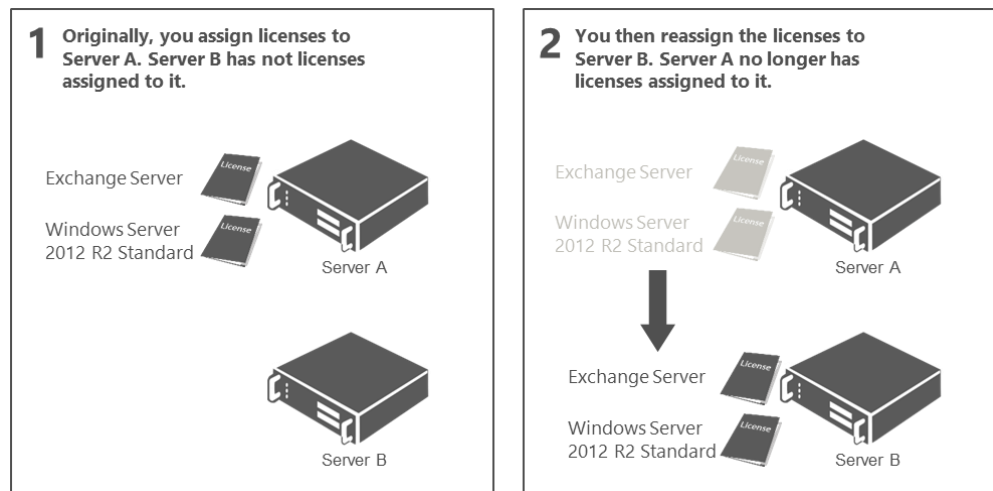 1
Originally, you assign licenses to
Server A. Server B has not licenses
assigned to it.
Exchange Server
License
Windows Server
2012 R2 Standard
License
Server A
Server B
2
You then reassign the licenses to
Server B. Server A no longer has
licenses assigned to it.
Exchange Server
License
Windows Server
2012 R2 Standard
License
Server A
Exchange Server
License
Windows Server
2012 R2 Standard
License
Server B